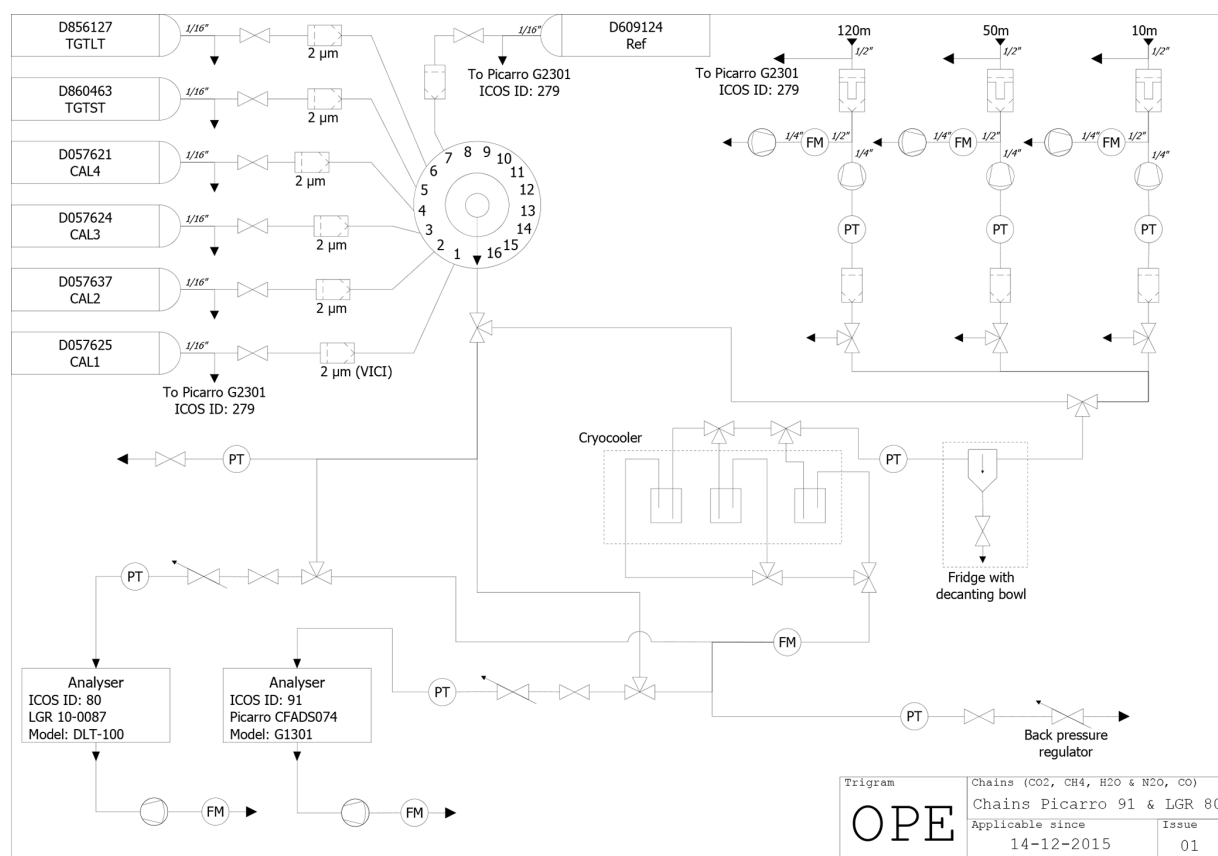 D856127
TGTLT
1/16"
2 µm
D860463
TGTST
1/16"
2 µm
D057621
CAL4
1/16"
2 µm
D057624
CAL3
1/16"
2 µm
D057637
CAL2
1/16"
2 µm
D057625
CAL1
1/16"
2 µm (VICI)
To Picarro G2301
ICOS ID: 279
D609124
Ref
1/16"
To Picarro G2301
ICOS ID: 279
1
2
3
4
5
6
7
8
9
10
11
12
13
14
15
16
120m
50m
10m
1/2"
1/2"
1/2"
To Picarro G2301
ICOS ID: 279
1/4"
FM
1/2"
1/4"
1/4"
FM
1/2"
1/4"
1/4"
FM
1/2"
1/4"
PT
PT
PT
Cryocooler
PT
PT
Fridge with
decanting bowl
PT
FM
PT
PT
Back pressure
regulator
Analyser
ICOS ID: 80
LGR 10-0087
Model: DLT-100
Analyser
ICOS ID: 91
Picarro CFADS074
Model: G1301
FM
FM
Trigram
OPE
Chains (CO2, CH4, H2O & N2O, CO)
Chains Picarro 91 & LGR 80
Applicable since
14-12-2015
Issue
01